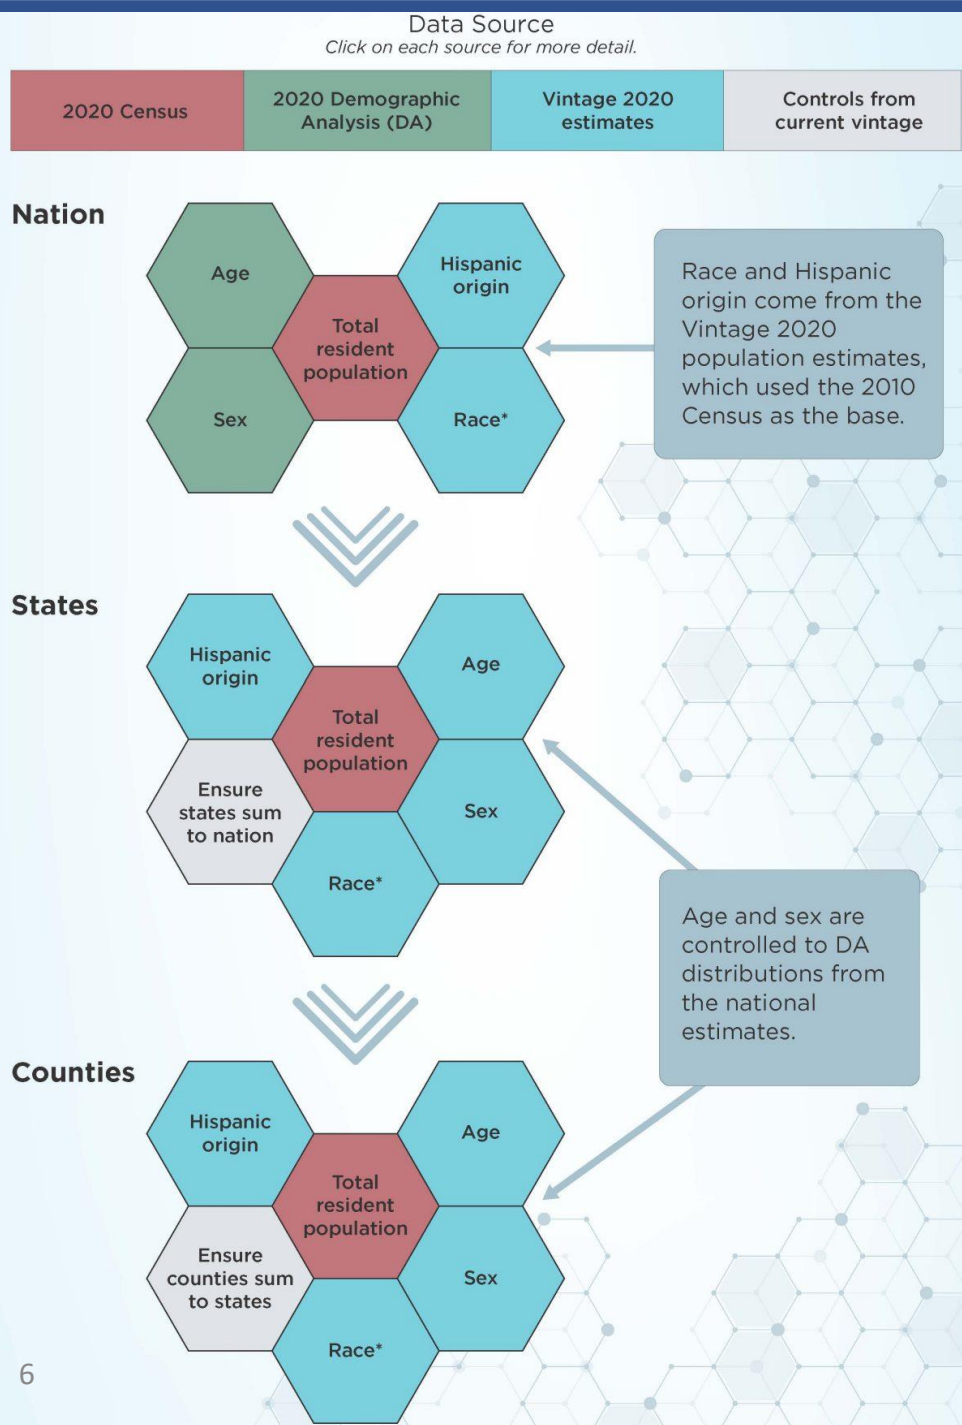 Data Source
Click on each source for more detail.
2020 Census
2020 Demographic
Analysis (DA)
Vintage 2020
estimates
Controls from
current vintage
Nation
Age
Sex
Total
resident
population
Hispanic
origin
Race*
Race and Hispanic
origin come from the
Vintage 2020
population estimates,
which used the 2010
Census as the base.
States
Hispanic
origin
Ensure
states sum
to nation
Total
resident
population
Race*
Age
Sex
Age and sex are
controlled to DA
distributions from
the national
estimates.
Counties
Hispanic
origin
Ensure
counties sum
to states
Total
resident
population
Race*
Age
Sex
6